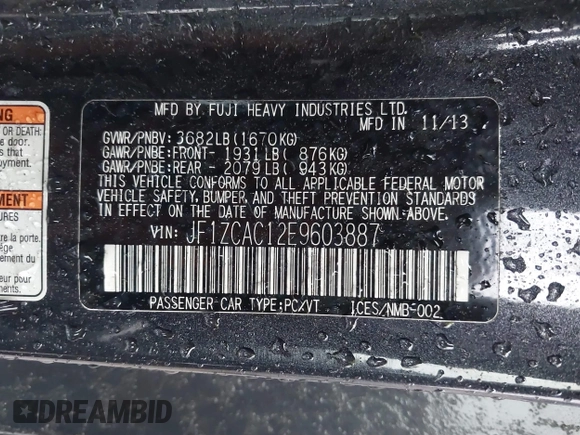 MFD BY FUJI HEAVY INDUSTRIES LTD.
MFD IN 11/13
GVWR/PNBV: 3682LB(1670KG)
GAWR/PNBE:FRONT- 1931LB( 876KG)
GAWR/PNBE:REAR - 2079LB( 943KG)
THIS VEHICLE CONFORMS TO ALL APPLICABLE FEDERAL MOTOR
VEHICLE SAFETY, BUMPER, AND THEFT PREVENTION STANDARDS
IN EFFECT ON THE DATE OF MANUFACTURE SHOWN ABOVE.
VIN: JF1ZCAC12E9603887
PASSENGER CAR TYPE:PC/VT ICES/NMB-002
OR DEATH:
DREAMBID